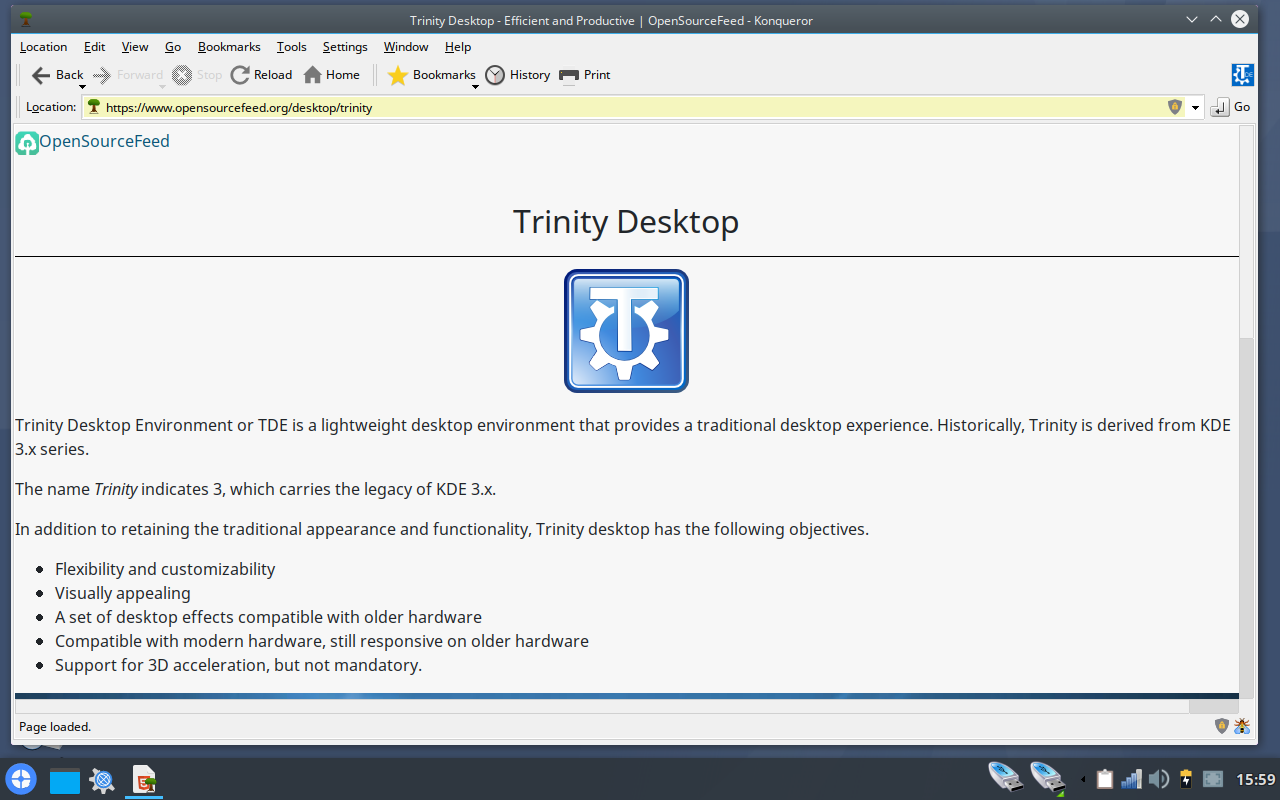 Trinity Desktop - Efficient and Productive | OpenSourceFeed - Konqueror
Location Edit View Go Bookmarks Tools Settings Window Help
Back Forward Stop Reload Home Bookmarks History Print
Location: https://www.opensourcefeed.org/desktop/trinity Go
OpenSourceFeed
Trinity Desktop
Trinity Desktop Environment or TDE is a lightweight desktop environment that provides a traditional desktop experience. Historically, Trinity is derived from KDE
3.x series.
The name Trinity indicates 3, which carries the legacy of KDE 3.x.
In addition to retaining the traditional appearance and functionality, Trinity desktop has the following objectives.
Flexibility and customizability
Visually appealing
A set of desktop effects compatible with older hardware
Compatible with modern hardware, still responsive on older hardware
Support for 3D acceleration, but not mandatory.
Page loaded.
15:59